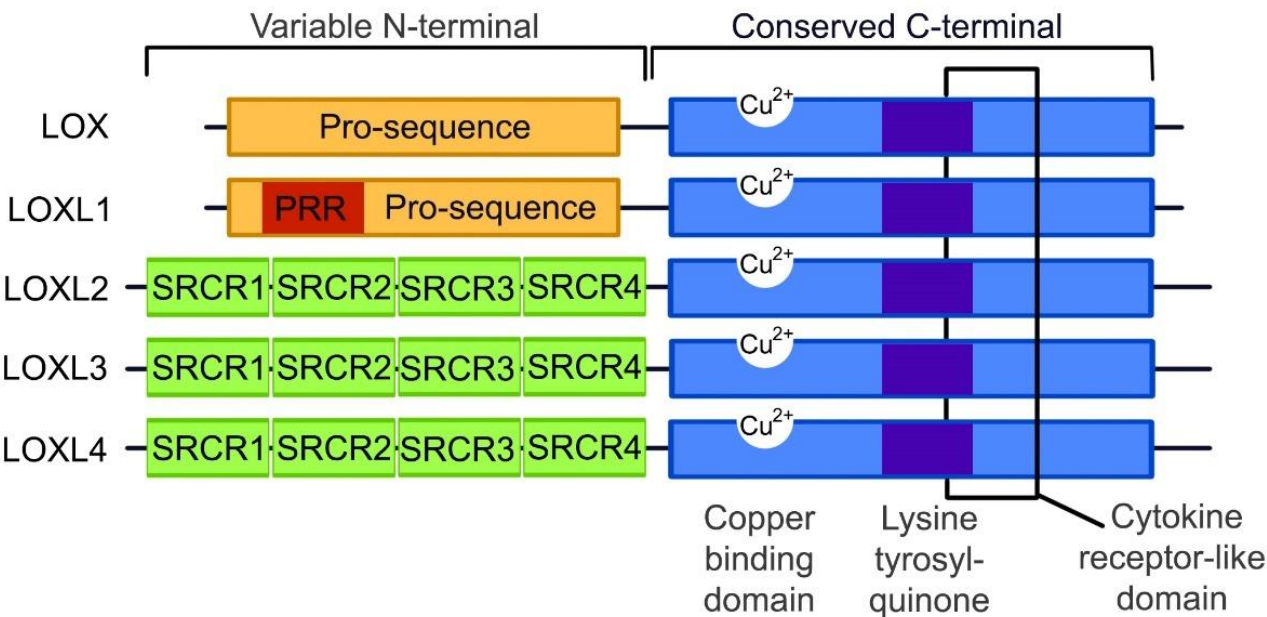 Variable N-terminal Conserved C-terminal
LOX Pro-sequence Cu2+
LOXL1 PRR Pro-sequence Cu2+
LOXL2 SRCR1 SRCR2 SRCR3 SRCR4 Cu2+
LOXL3 SRCR1 SRCR2 SRCR3 SRCR4 Cu2+
LOXL4 SRCR1 SRCR2 SRCR3 SRCR4 Cu2+
Copper
binding
domain
Lysine
tyrosyl-
quinone
Cytokine
receptor-like
domain